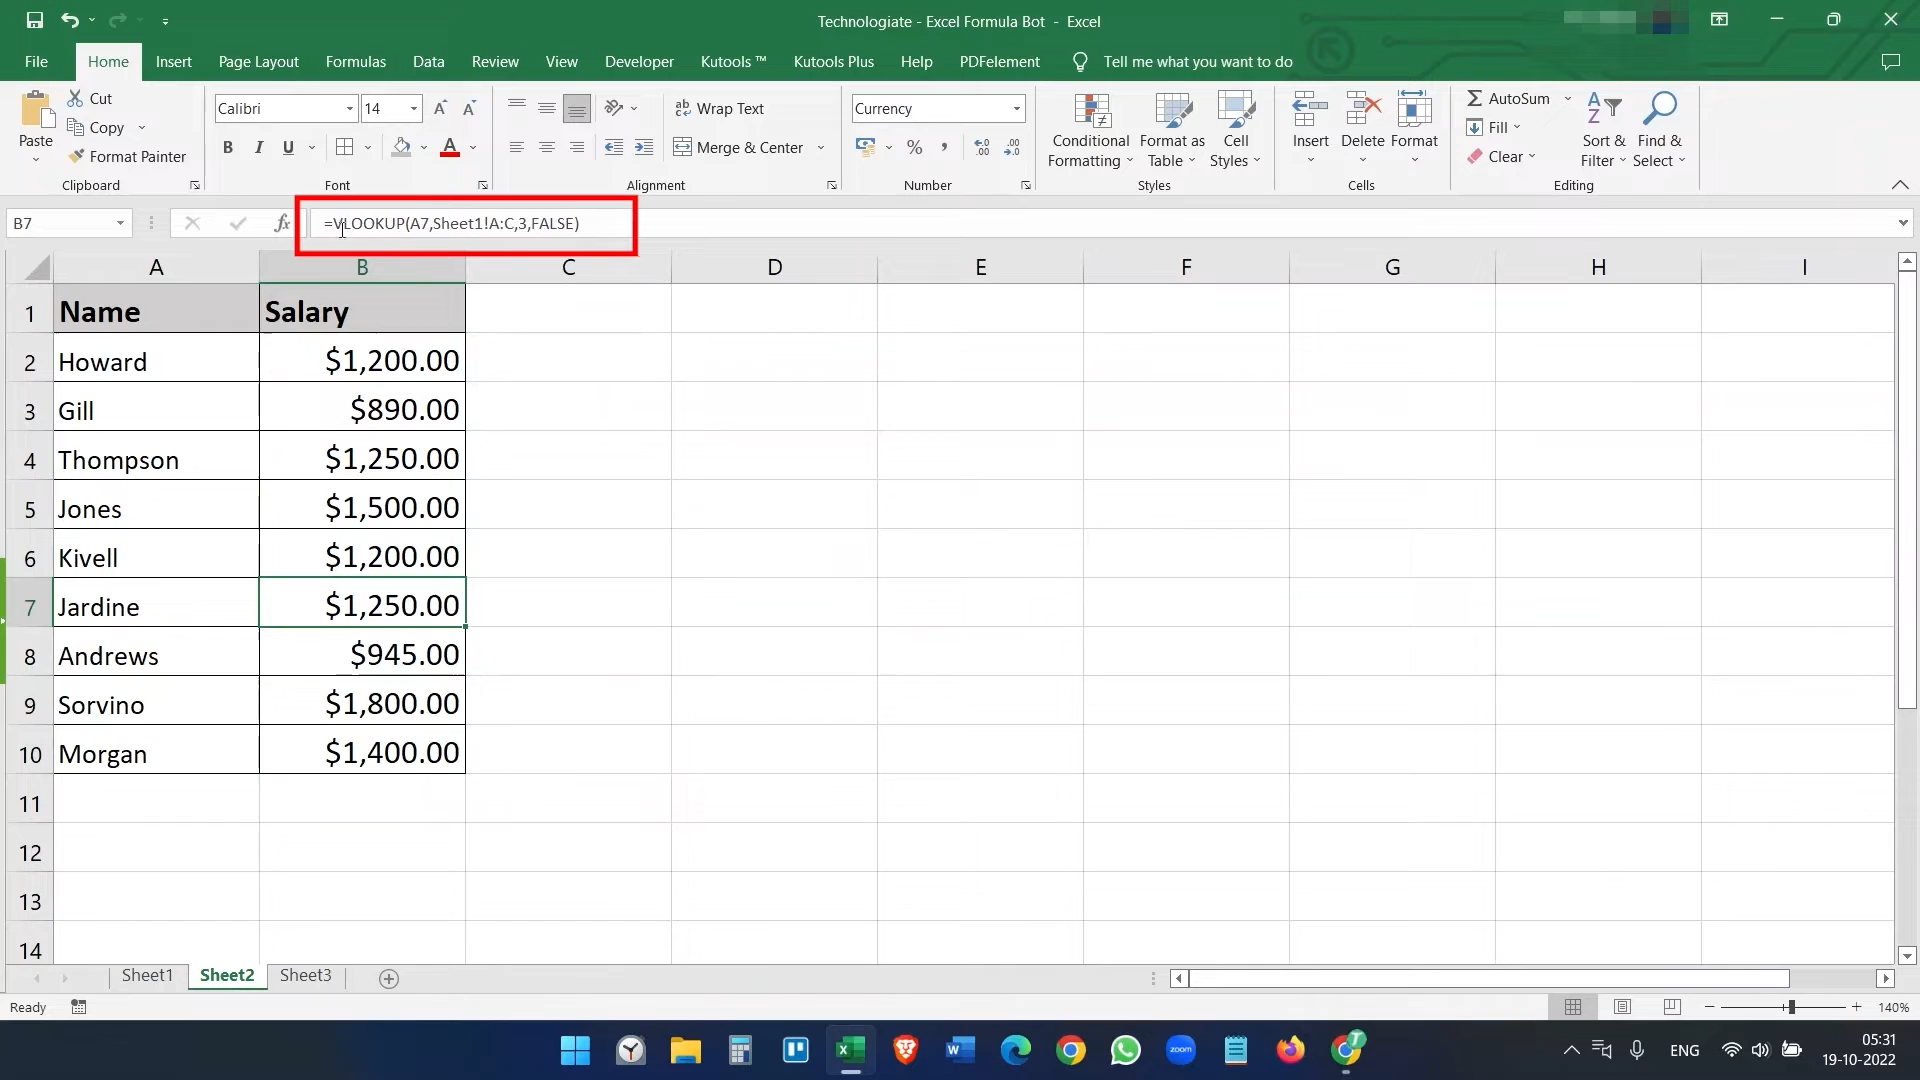 Technologiate - Excel Formula Bot - Excel
File Home Insert Page Layout Formulas Data Review View Developer Kutools ™ Kutools Plus Help PDFelement Tell me what you want to do
Paste
Cut
Copy
Format Painter
Clipboard
Calibri 14
B I U A
Font
ab Wrap Text
Merge & Center
Alignment
Currency
% , .00
Number
Conditional Formatting
Format as Table
Cell Styles
Styles
Insert Delete Format
Cells
AutoSum
Fill
Clear
Sort & Filter
Find & Select
Editing
B7 fx =VLOOKUP(A7,Sheet1!A:C,3,FALSE)
A B C D E F G H I
1 Name Salary
2 Howard $1,200.00
3 Gill $890.00
4 Thompson $1,250.00
5 Jones $1,500.00
6 Kivell $1,200.00
7 Jardine $1,250.00
8 Andrews $945.00
9 Sorvino $1,800.00
10 Morgan $1,400.00
11
12
13
14
Sheet1 Sheet2 Sheet3
Ready 140%
zoom
ENG
05:31
19-10-2022